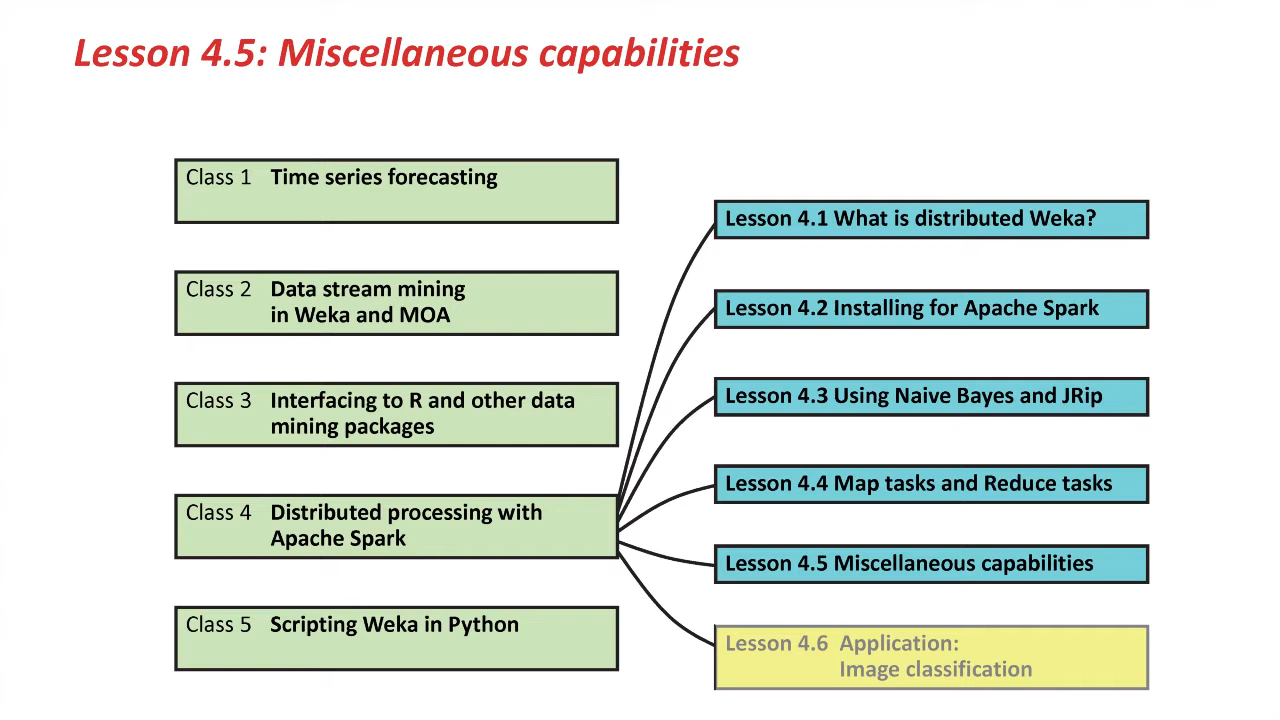 Lesson 4.5: Miscellaneous capabilities
Class 1 Time series forecasting
Class 2 Data stream mining
in Weka and MOA
Class 3 Interfacing to R and other data
mining packages
Class 4 Distributed processing with
Apache Spark
Class 5 Scripting Weka in Python
Lesson 4.1 What is distributed Weka?
Lesson 4.2 Installing for Apache Spark
Lesson 4.3 Using Naive Bayes and JRip
Lesson 4.4 Map tasks and Reduce tasks
Lesson 4.5 Miscellaneous capabilities
Lesson 4.6 Application:
Image classification